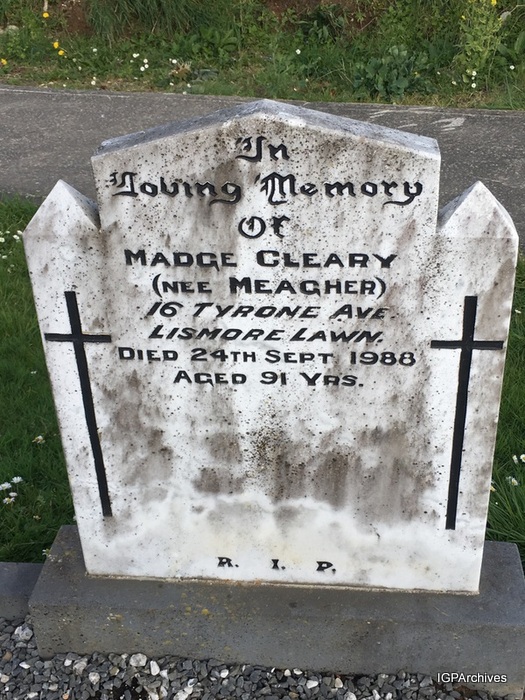 In
Loving Memory
Of
MADGE CLEARY
(NEE MEAGHER)
16 TYRONE AVE.
LISMORE LAWN.
DIED 24TH SEPT 1988
AGED 91 YRS.
R. I. P.
IGPArchives